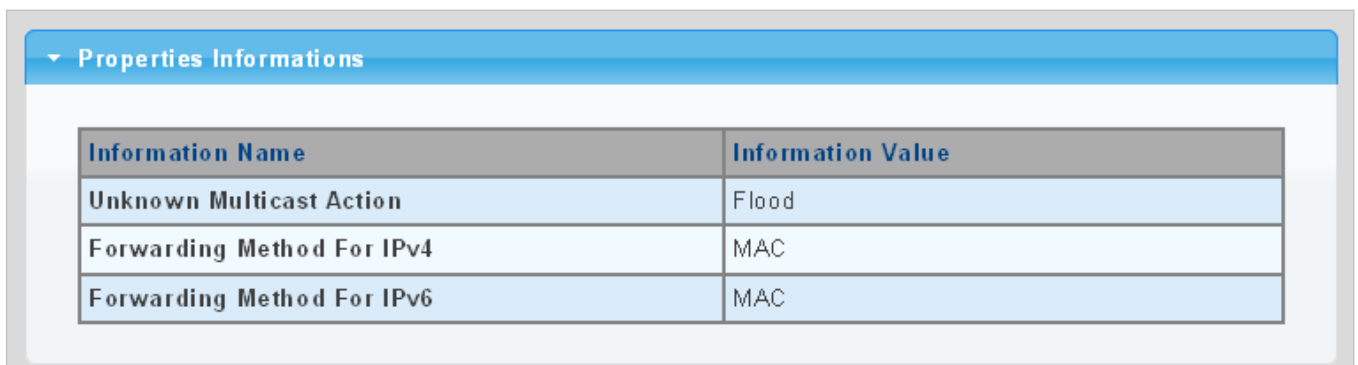 Properties Informations
Information Name Information Value
Unknown Multicast Action Flood
Forwarding Method For IPv4 MAC
Forwarding Method For IPv6 MAC